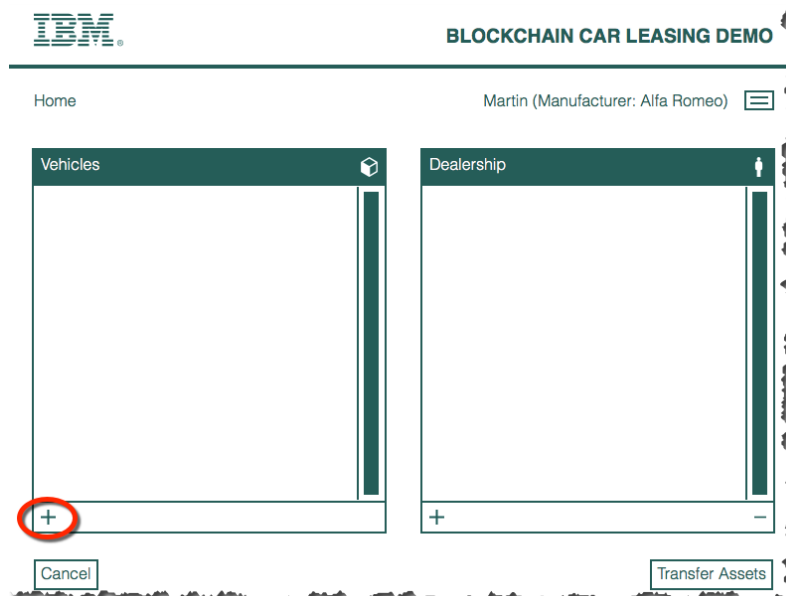 IBM®
BLOCKCHAIN CAR LEASING DEMO
Home
Martin (Manufacturer: Alfa Romeo)
Vehicles
Dealership
+
+ −
Cancel
Transfer Assets